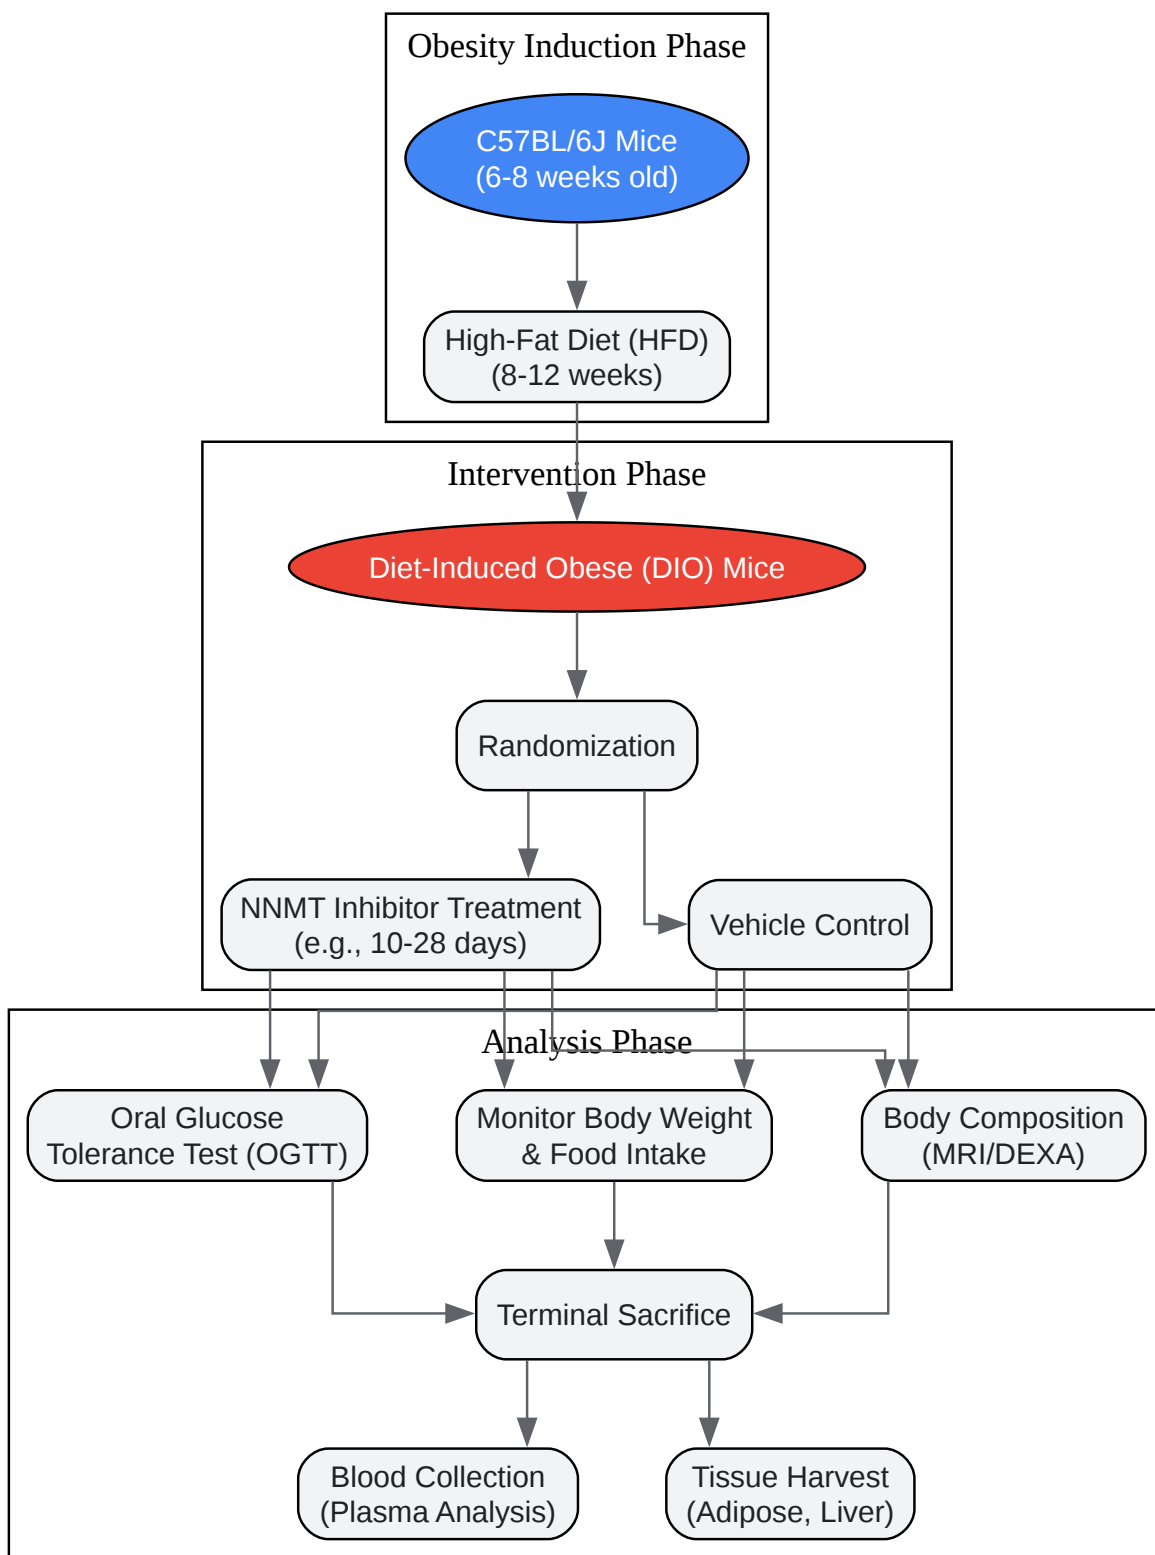 Obesity Induction Phase
C57BL/6J Mice
(6-8 weeks old)
High-Fat Diet (HFD)
(8-12 weeks)
Intervention Phase
Diet-Induced Obese (DIO) Mice
Randomization
NNMT Inhibitor Treatment
(e.g., 10-28 days)
Vehicle Control
Analysis Phase
Oral Glucose
Tolerance Test (OGTT)
Monitor Body Weight
& Food Intake
Body Composition
(MRI/DEXA)
Terminal Sacrifice
Blood Collection
(Plasma Analysis)
Tissue Harvest
(Adipose, Liver)